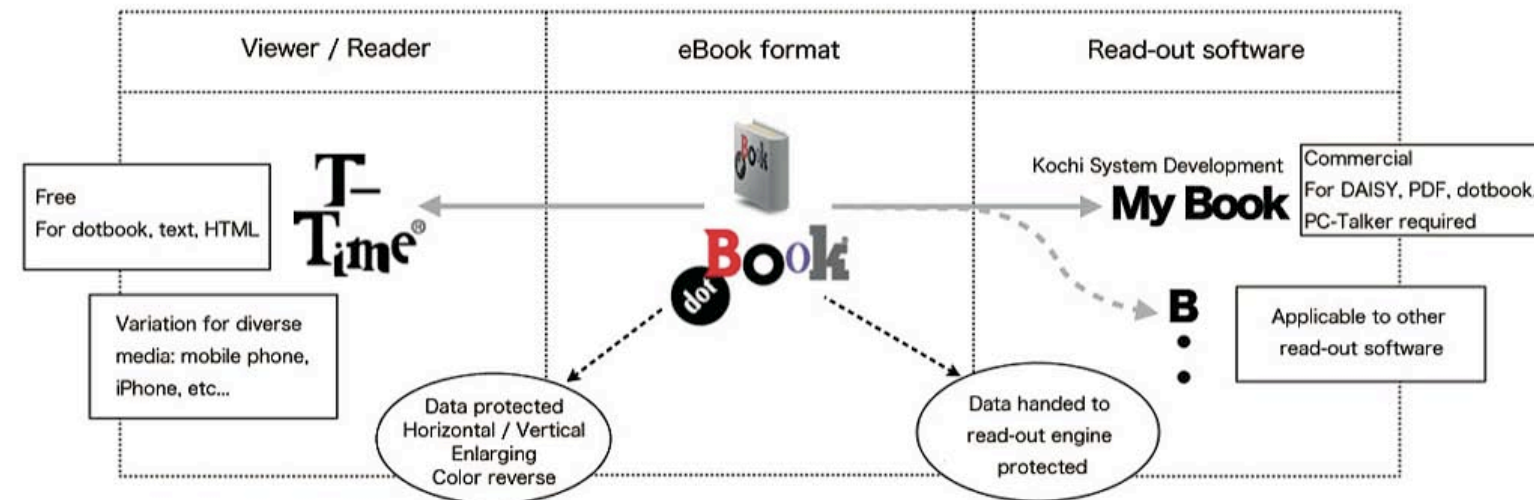 Viewer / Reader
eBook format
Read-out software
Free
For dotbook, text, HTML
T-
Time®
Variation for diverse
media: mobile phone,
iPhone, etc...
Book
dot Book
Data protected
Horizontal / Vertical
Enlarging
Color reverse
Data handed to
read-out engine
protected
Kochi System Development
My Book
Commercial
For DAISY, PDF, dotbook
PC-Talker required
B
Applicable to other
read-out software